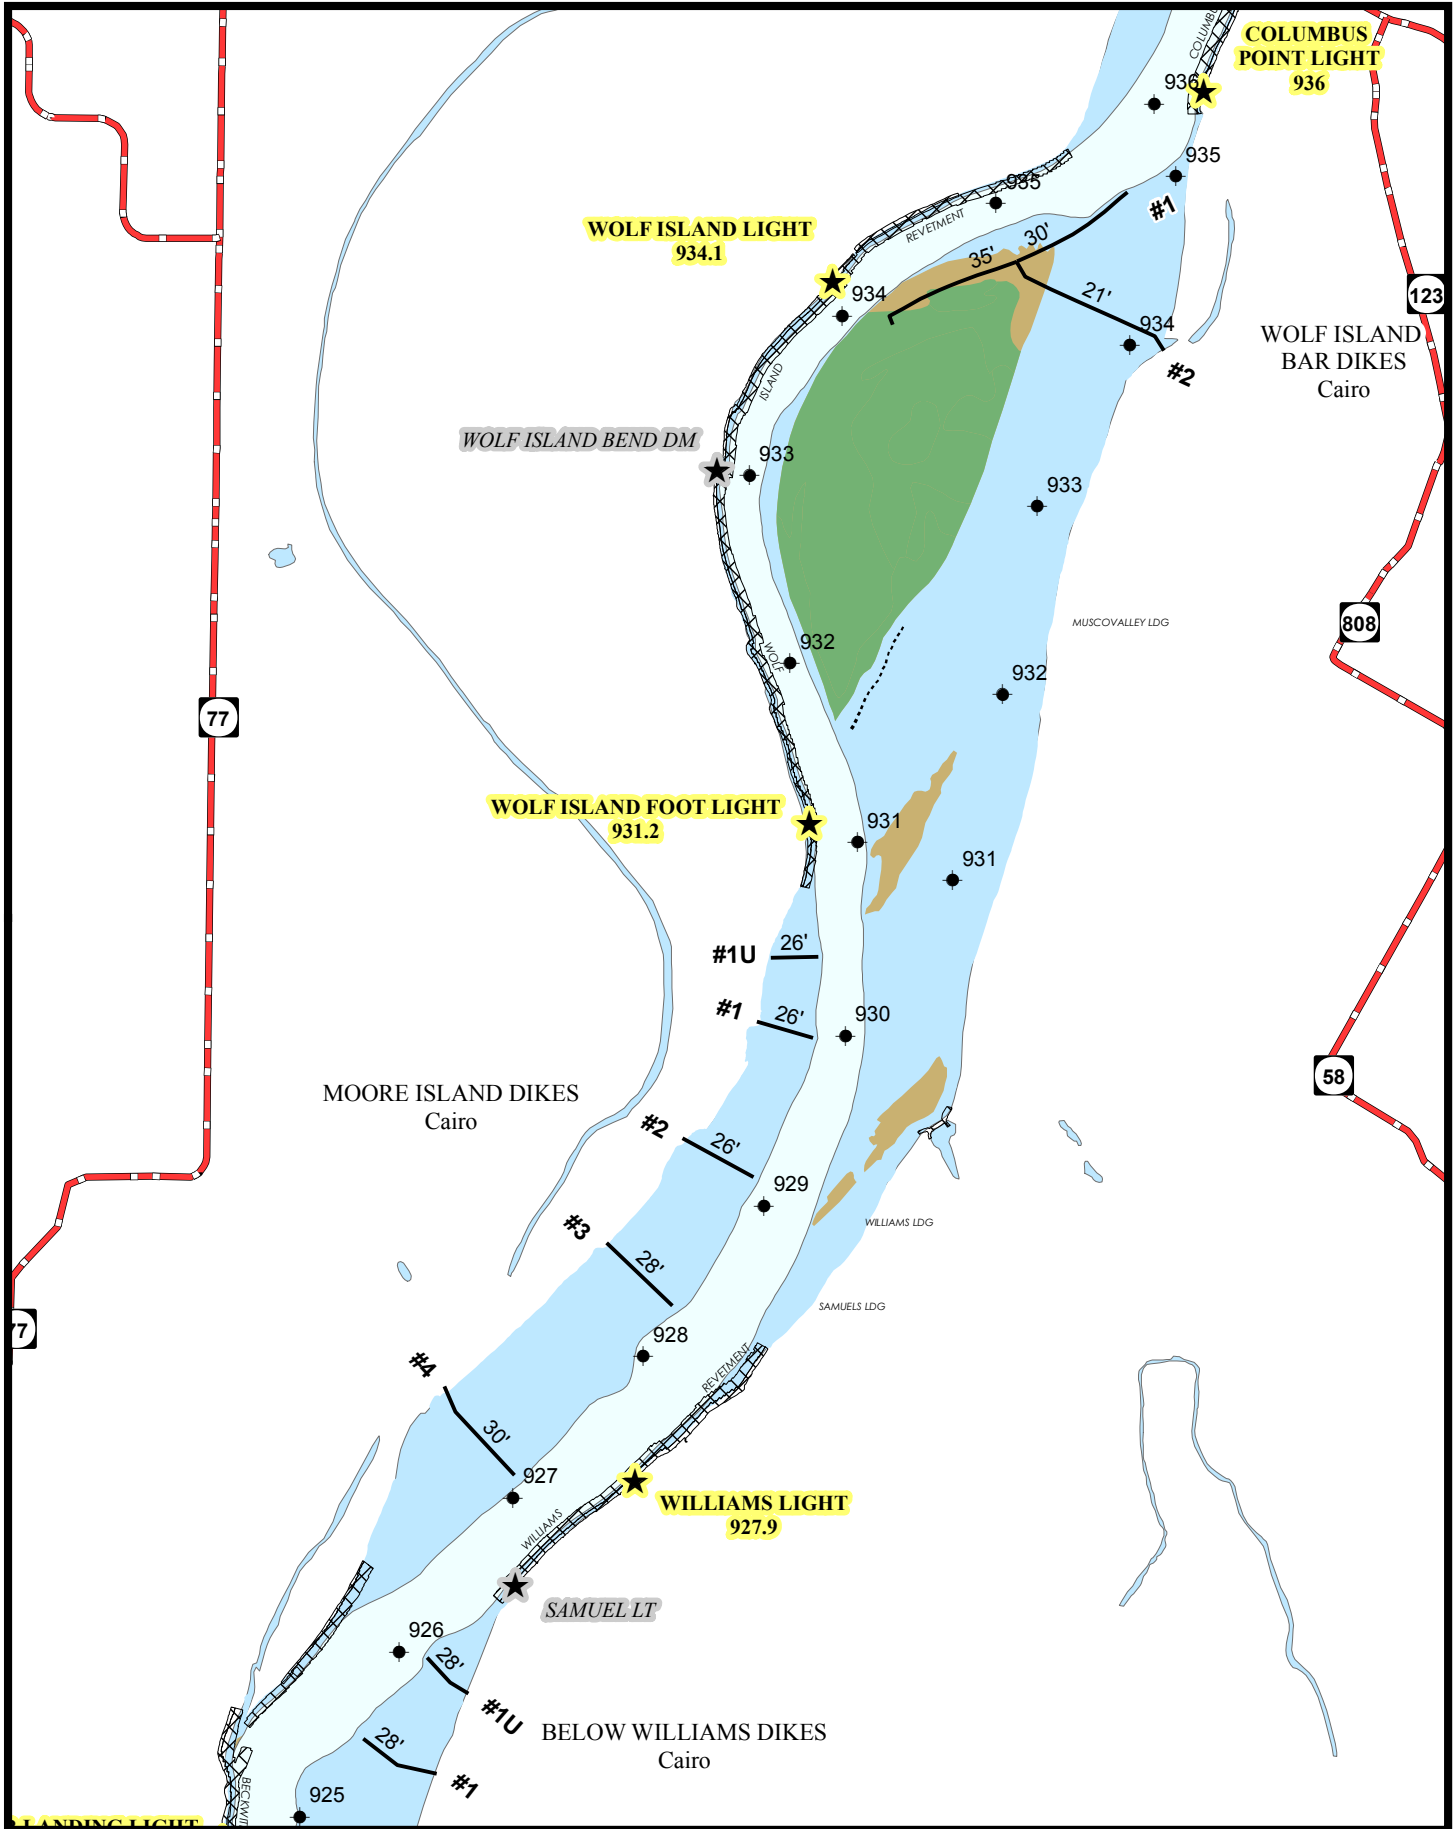 COLUMBUS
COLUMBUS
POINT LIGHT
936
936
935
#1
935
REVETMENT
WOLF ISLAND LIGHT
934.1
30'
35'
21'
934
934
#2
123
WOLF ISLAND
BAR DIKES
Cairo
ISLAND
WOLF ISLAND BEND DM
933
933
MUSCOVALLEY LDG
808
932
WOLF
932
77
WOLF ISLAND FOOT LIGHT
931.2
931
931
#1U
26'
#1
26'
930
58
MOORE ISLAND DIKES
Cairo
#2
26'
929
WILLIAMS LDG
#3
28'
SAMUELS LDG
77
928
REVETMENT
#4
30'
927
WILLIAMS LIGHT
927.9
WILLIAMS
SAMUEL LT
926
28'
#1U
BELOW WILLIAMS DIKES
Cairo
28'
#1
BECKWIT
925
LANDING LIGHT